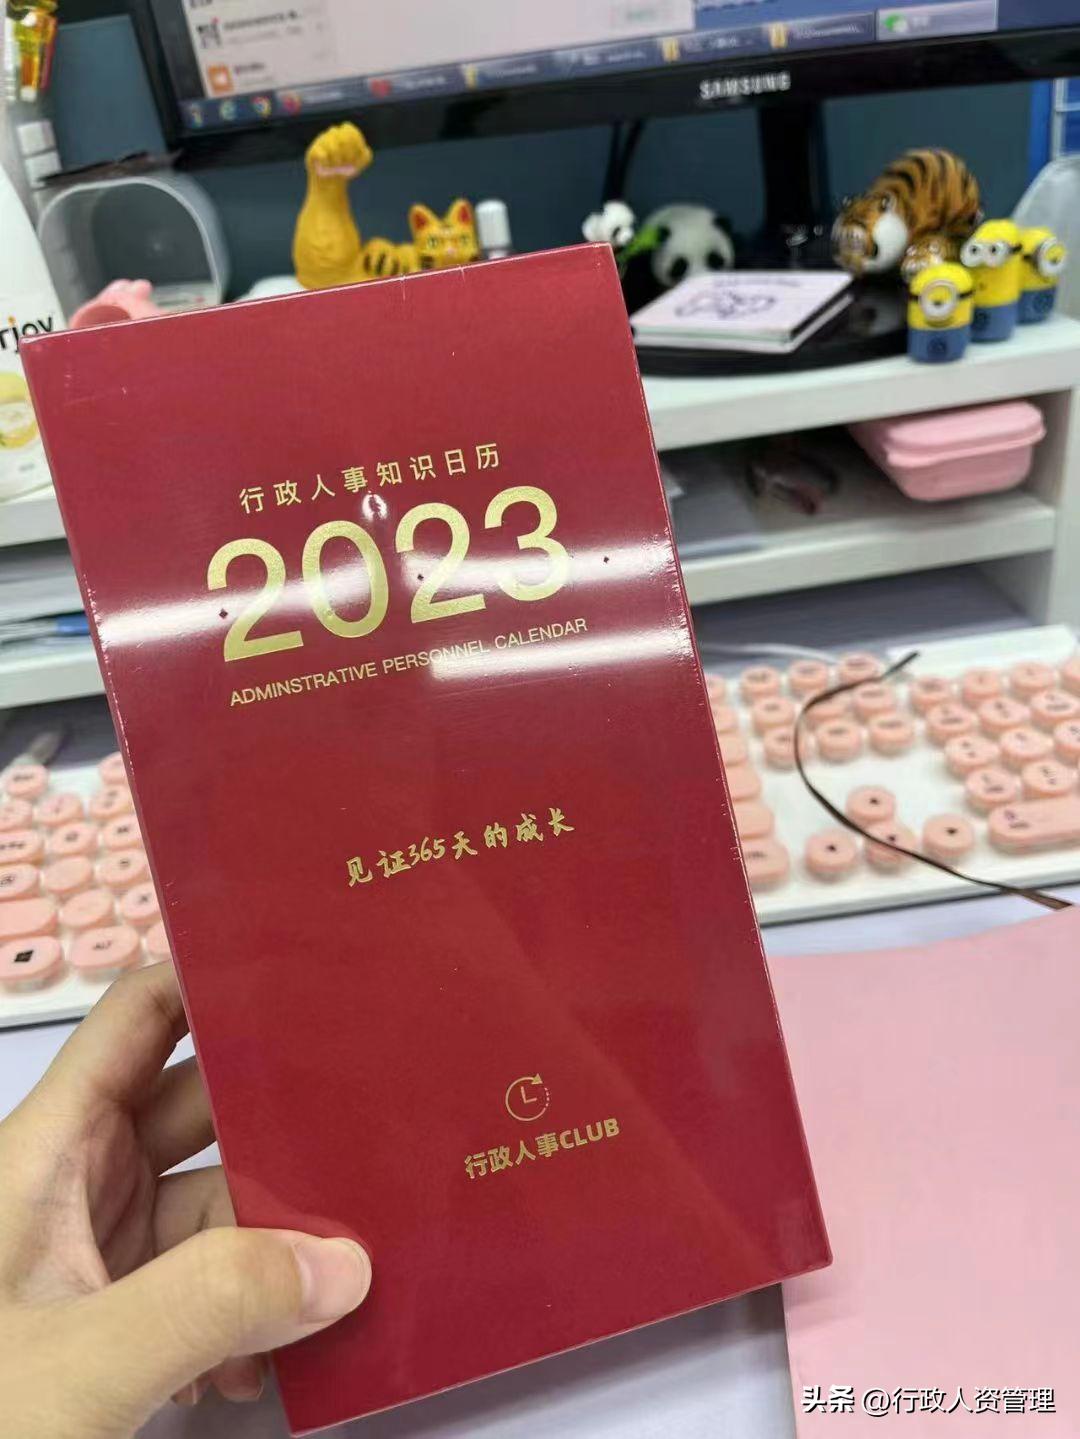 SAMSUNG
rjoy
行政人事知识日历
2023
ADMINSTRATIVE PERSONNEL CALENDAR
见证365天的成长
行政人事CLUB
ALT
头条 @行政人资管理